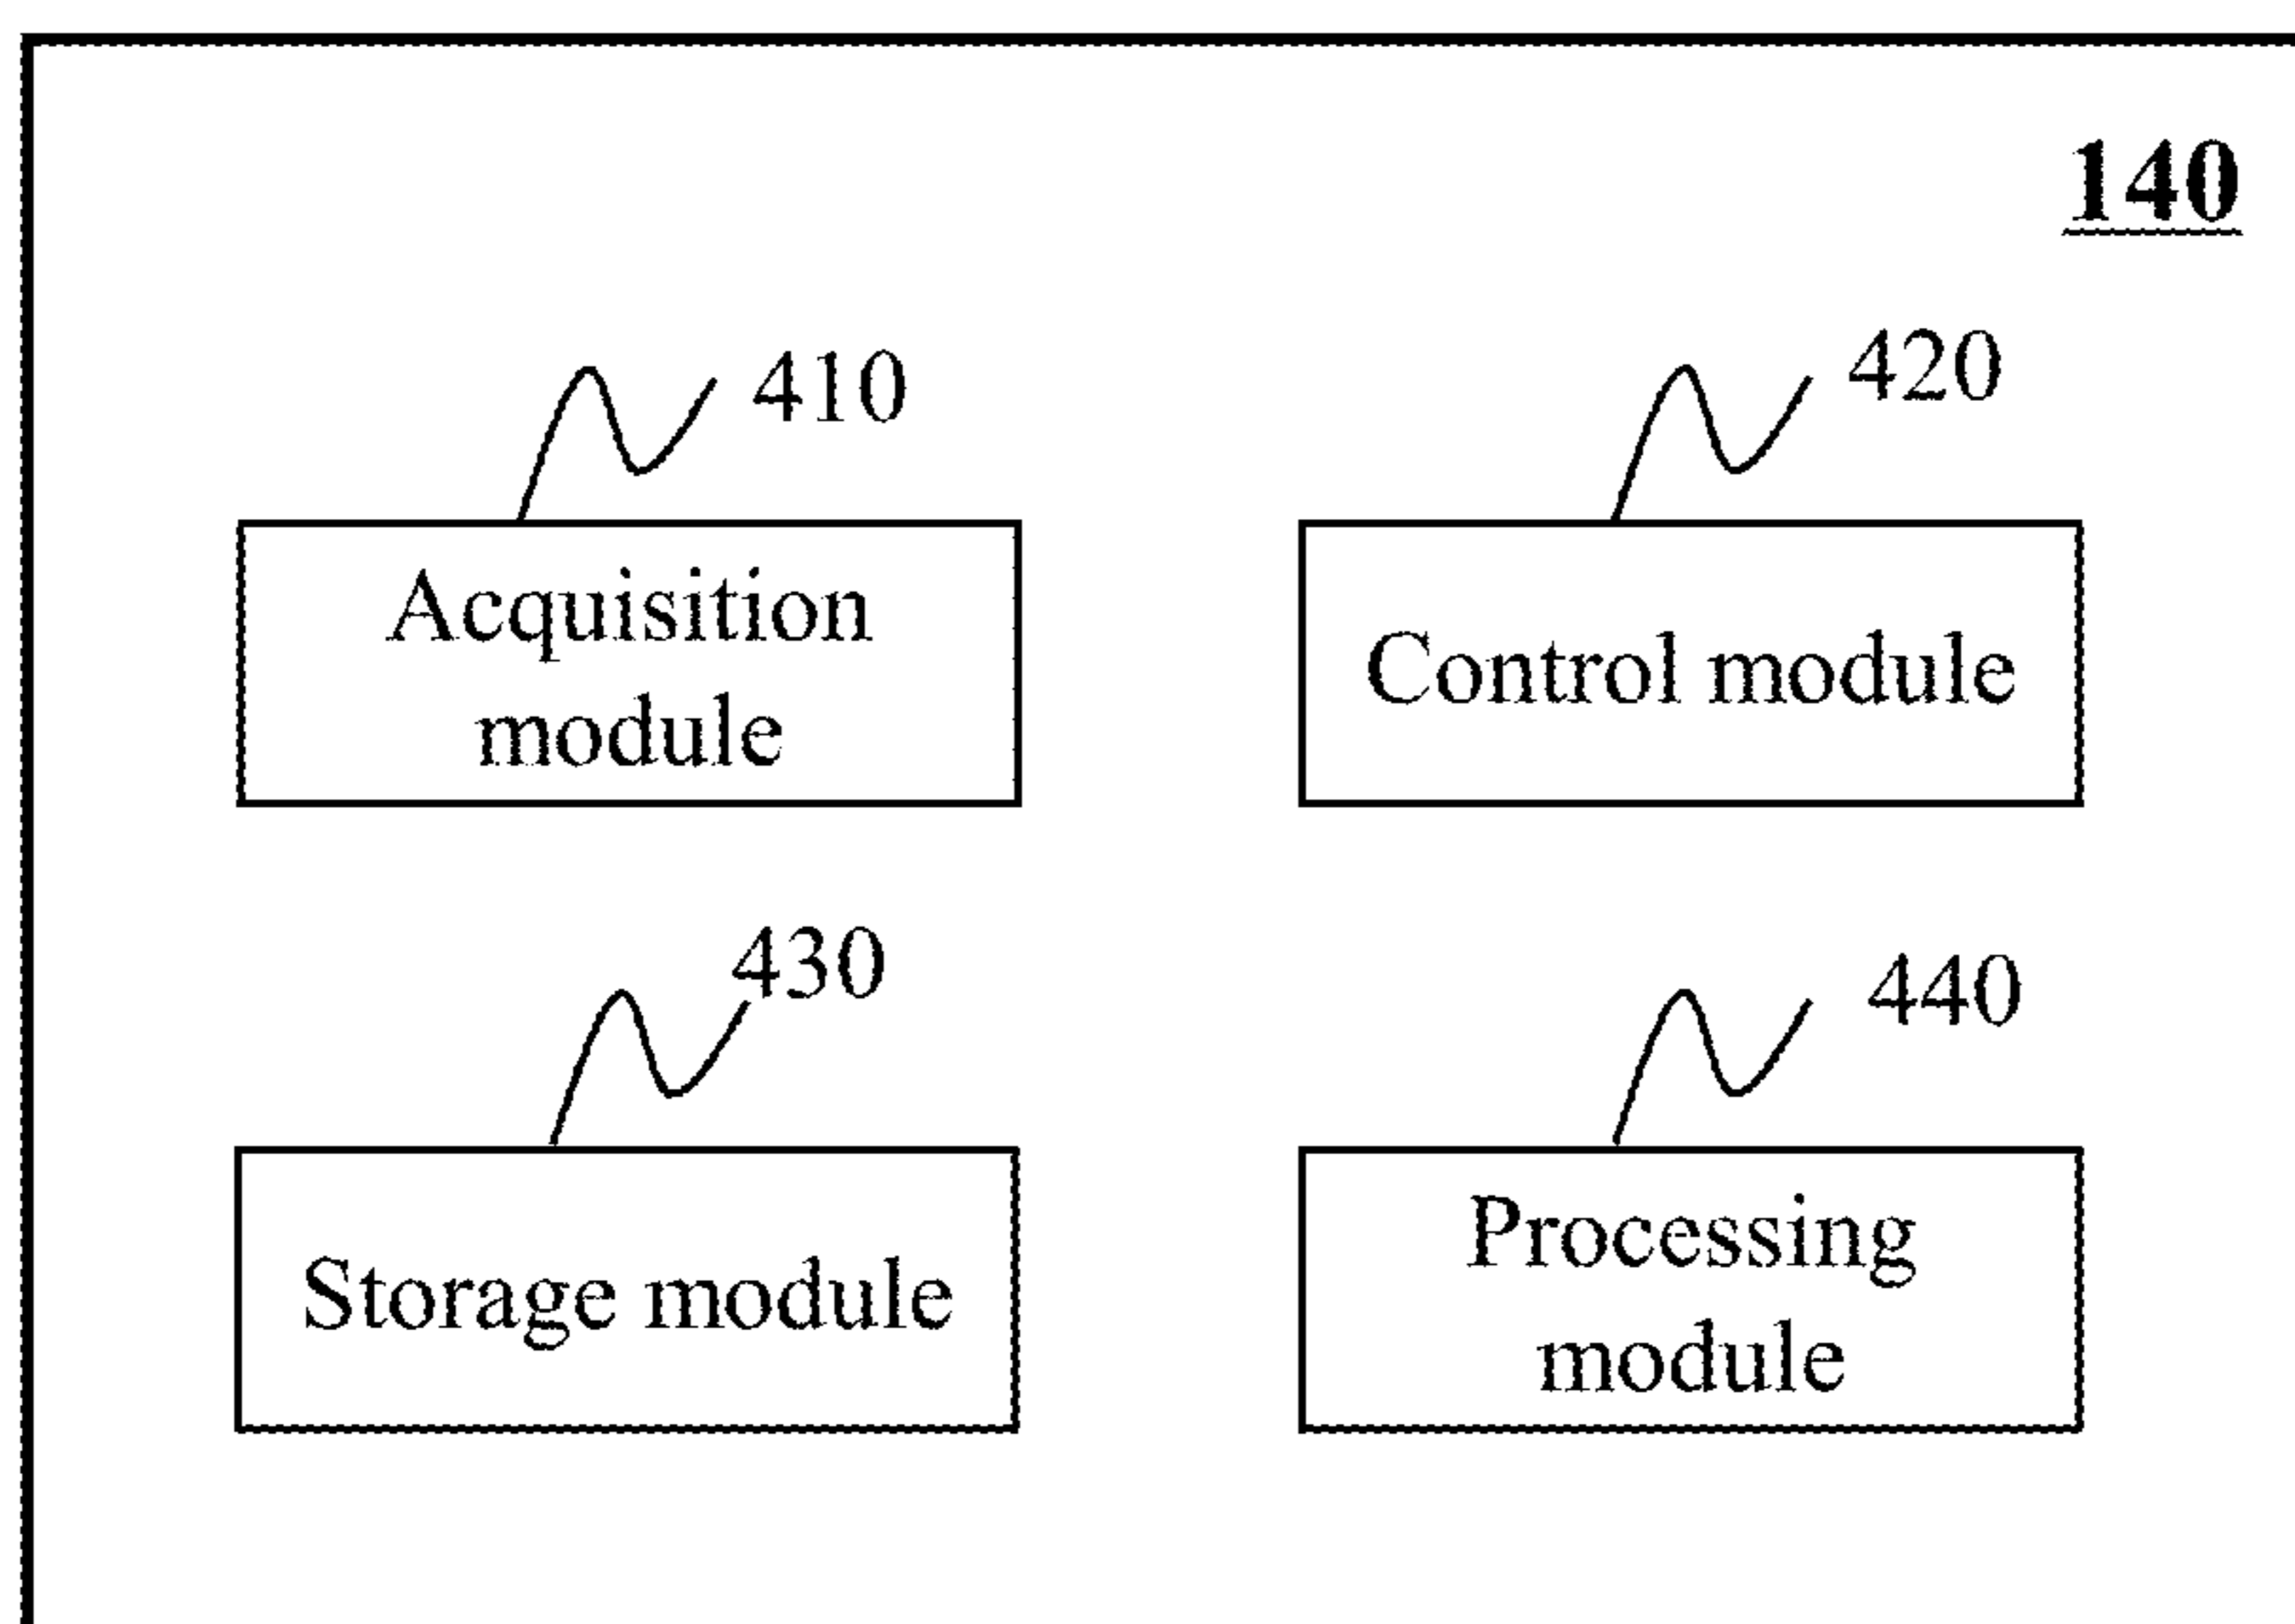 140
410
420
Acquisition
module
Control module
430
440
Storage module
Processing
module